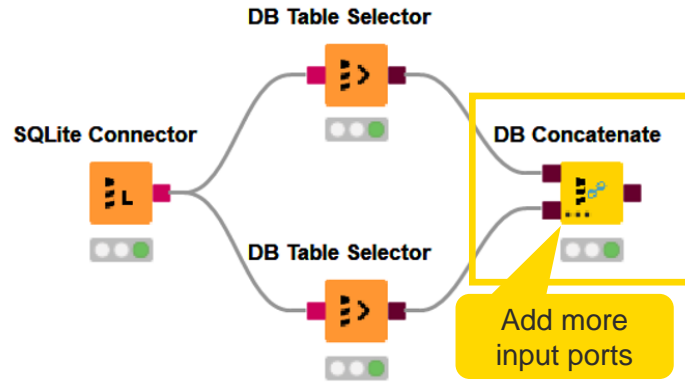 DB Table Selector
SQLite Connector
DB Concatenate
L
DB Table Selector
Add more
input ports